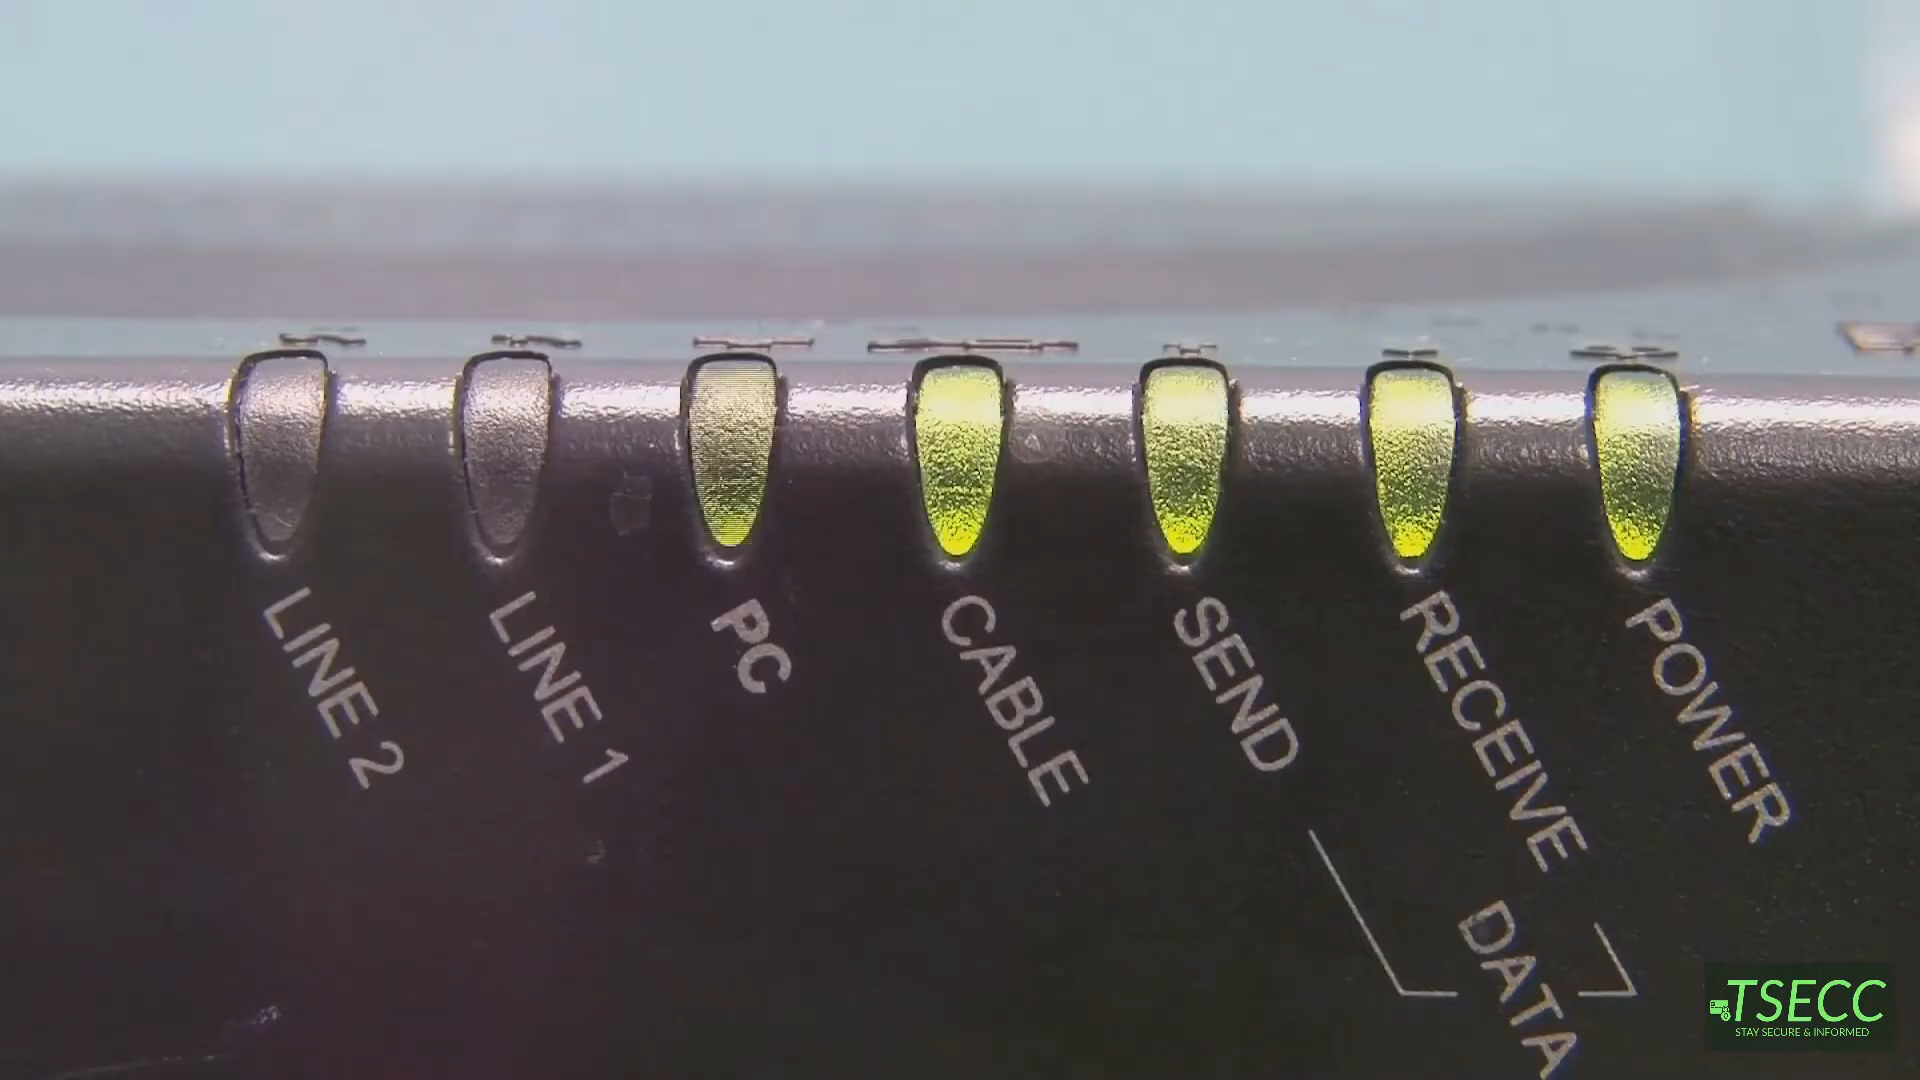 LINE 2
LINE 1
PC
CABLE
SEND
RECEIVE
POWER
DATA
TSECC
STAY SECURE & INFORMED